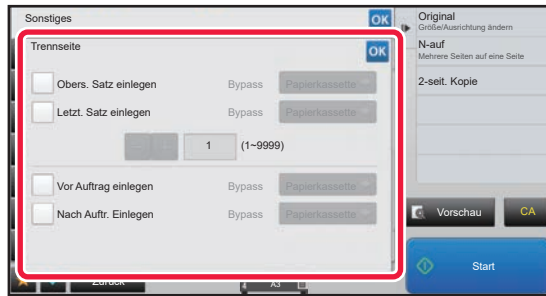 Sonstiges
OK
Trennseite
OK
Obers. Satz einlegen
Bypass
Papierkassette
Letzt. Satz einlegen
Bypass
Papierkassette
1
(1~9999)
Vor Auftrag einlegen
Bypass
Papierkassette
Nach Auftr. Einlegen
Bypass
Papierkassette
Zurück
A3
Original
Größe/Ausrichtung ändern
N-auf
Mehrere Seiten auf eine Seite
2-seit. Kopie
Vorschau
CA
Start